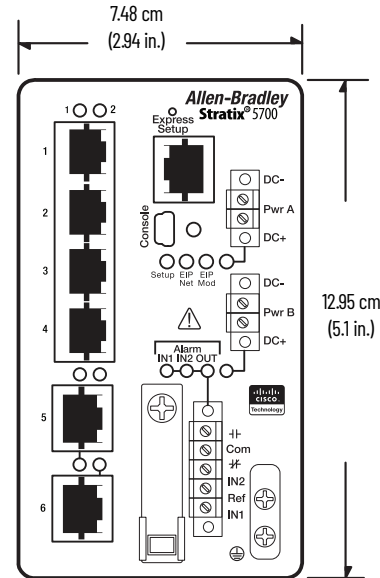 7.48 cm
(2.94 in.)
Allen-Bradley
Stratix® 5700
1 2
Express
Setup
1
2
3
4
Console
Setup EIP Net EIP Mod
DC-
Pwr A
DC+
DC-
Pwr B
DC+
12.95 cm
(5.1 in.)
Alarm
IN1 IN2 OUT
CISCO
Technology
5
6
Com
IN2
Ref
IN1